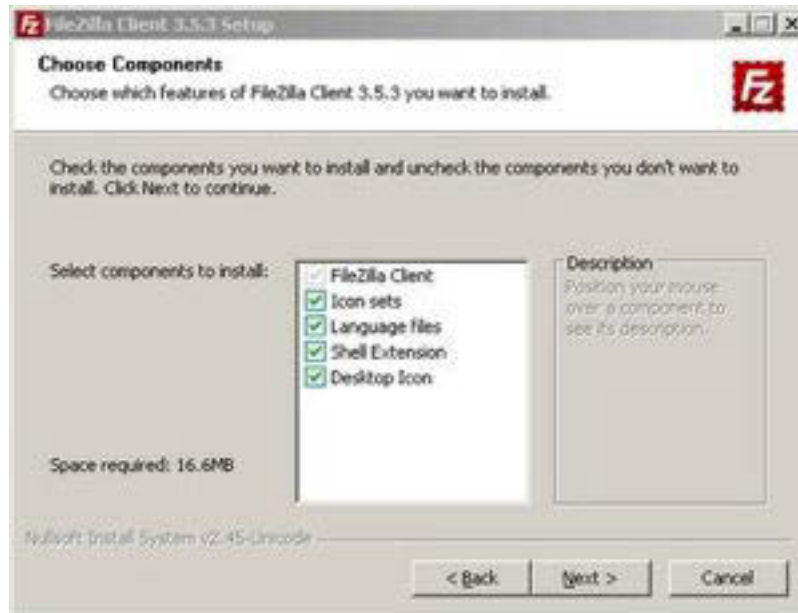 FileZilla Client 3.5.3 Setup
Choose Components
Choose which features of FileZilla Client 3.5.3 you want to install.
Fz
Check the components you want to install and uncheck the components you don't want to
install. Click Next to continue.
Select components to install:
FileZilla Client
Icon sets
Language files
Shell Extension
Desktop Icon
Description
Position your mouse
over a component to
see its description.
Space required: 16.6MB
Nullsoft Install System v2.45-Unicode
< Back
Next >
Cancel